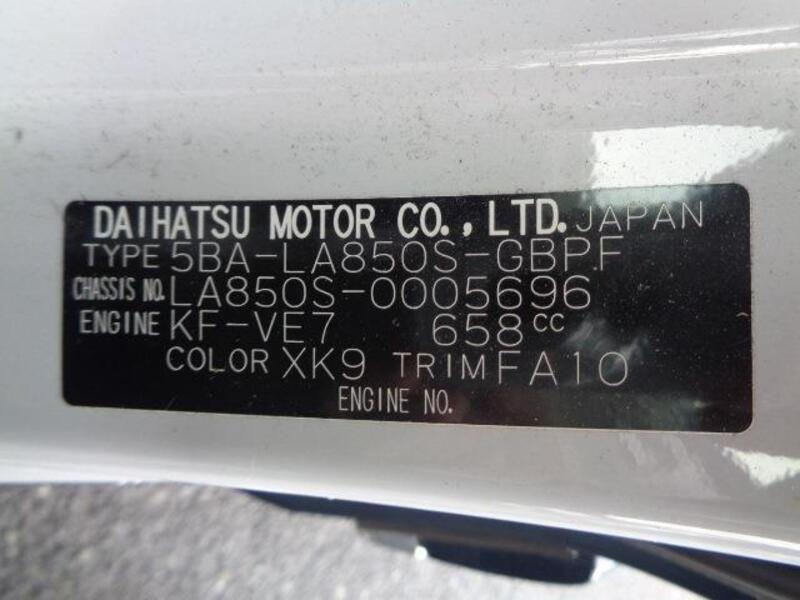 DAIHATSU MOTOR CO., LTD. JAPAN
TYPE 5BA-LA850S-GBPF
CHASSIS NO. LA850S-0005696
ENGINE KF-VE7 658cc
COLOR XK9 TRIM FA10
ENGINE NO.